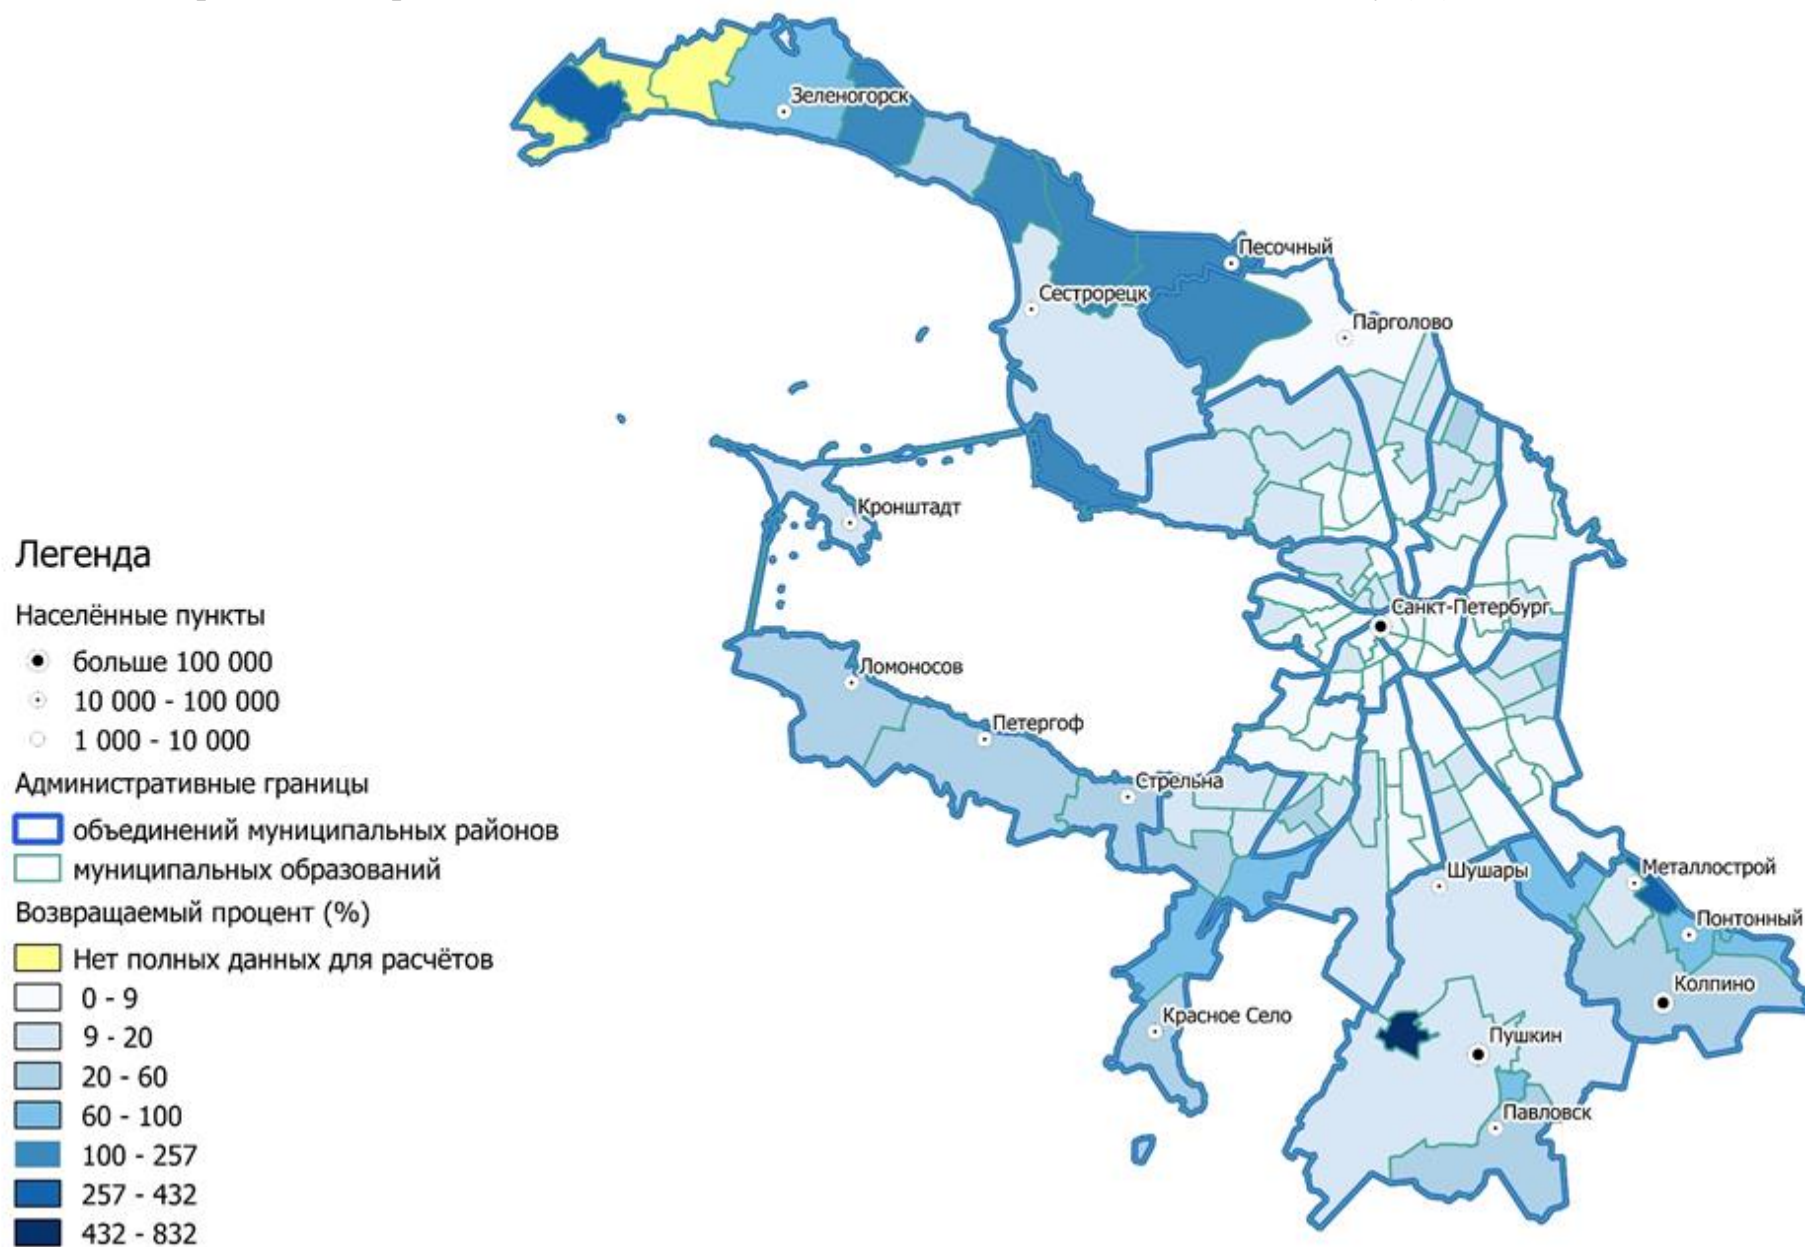 Зеленогорск
Песочный
Сестрорецк
Парголово
Кронштадт
Санкт-Петербург
Ломоносов
Петергоф
Стрельна
Шушары
Металлострой
Понтонный
Колпино
Красное Село
Пушкин
Павловск
Легенда
Населённые пункты
больше 100 000
10 000 - 100 000
1 000 - 10 000
Административные границы
объединений муниципальных районов
муниципальных образований
Возвращаемый процент (%)
Нет полных данных для расчётов
0 - 9
9 - 20
20 - 60
60 - 100
100 - 257
257 - 432
432 - 832